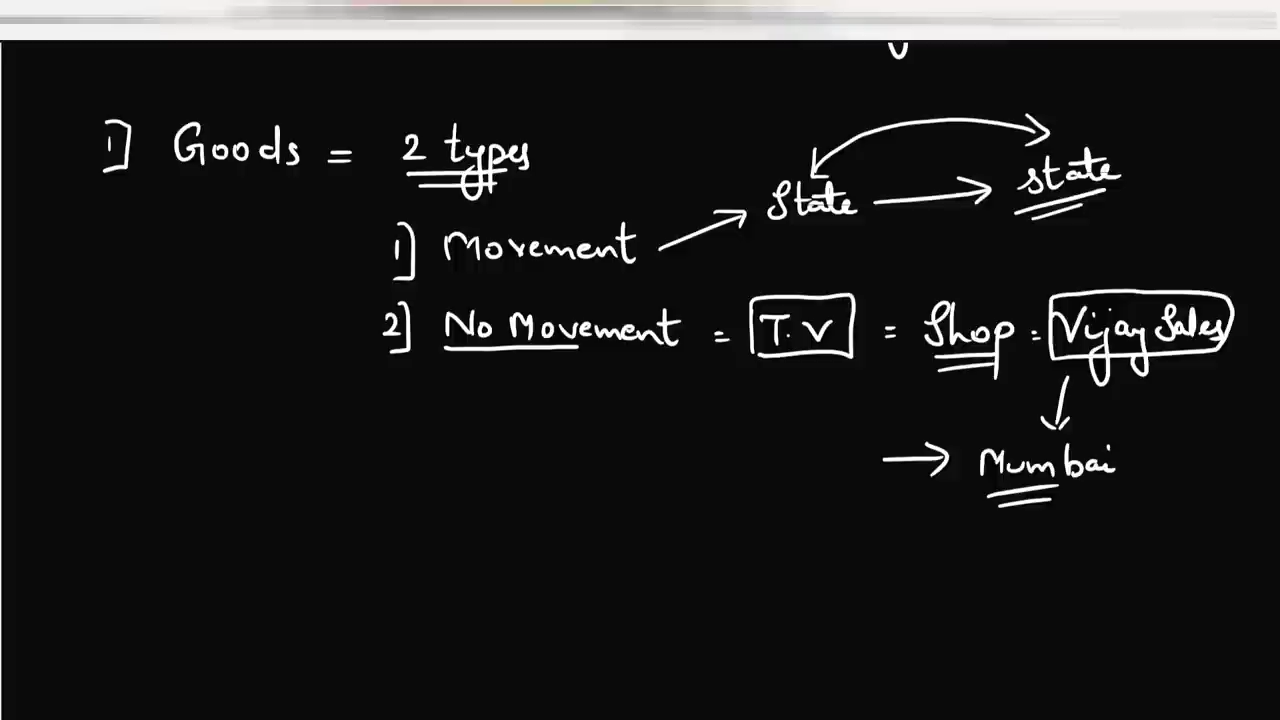 1] Goods = 2 types
1] Movement → State → state
2] No Movement = T.V = Shop = Vijay Sales
→ Mumbai